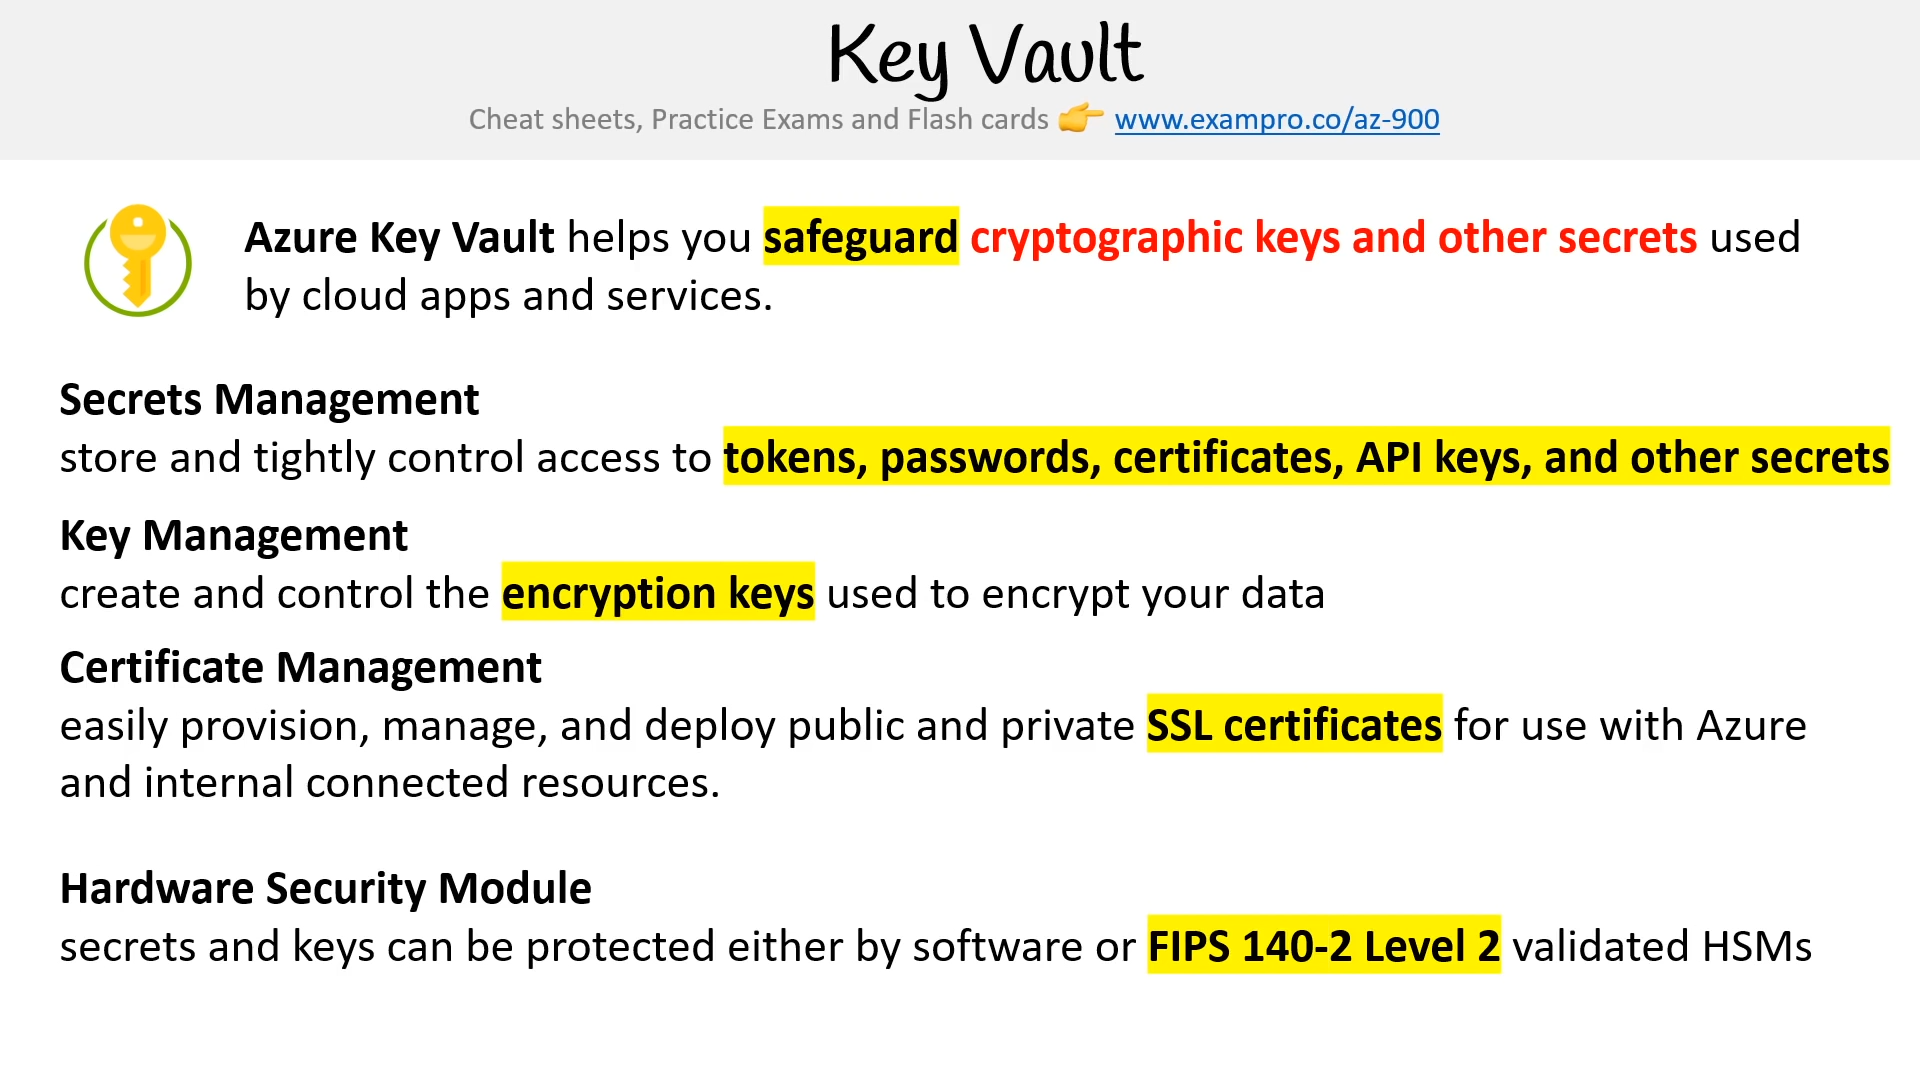 Key Vault
Cheat sheets, Practice Exams and Flash cards 👉 www.exampro.co/az-900
Azure Key Vault helps you safeguard cryptographic keys and other secrets used
by cloud apps and services.
Secrets Management
store and tightly control access to tokens, passwords, certificates, API keys, and other secrets
Key Management
create and control the encryption keys used to encrypt your data
Certificate Management
easily provision, manage, and deploy public and private SSL certificates for use with Azure
and internal connected resources.
Hardware Security Module
secrets and keys can be protected either by software or FIPS 140-2 Level 2 validated HSMs